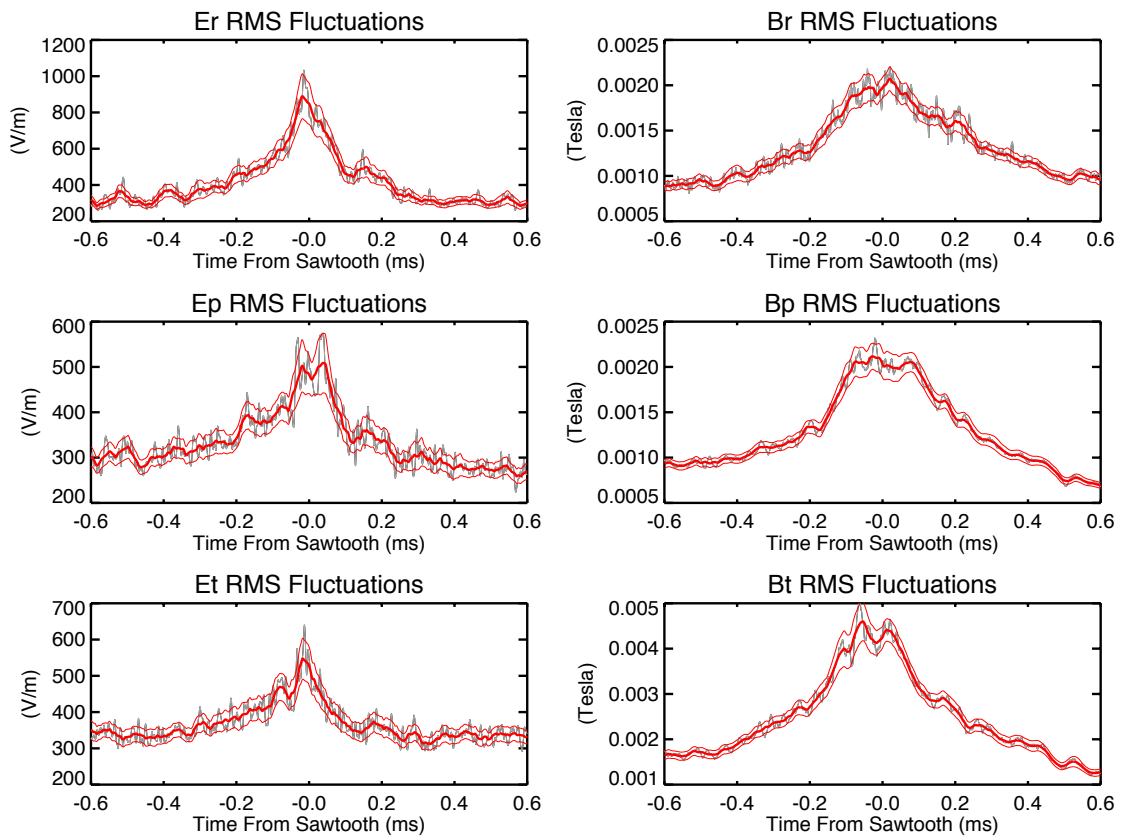 Er RMS Fluctuations
(V/m)
1200
1000
800
600
400
200
-0.6 -0.4 -0.2 -0.0 0.2 0.4 0.6
Time From Sawtooth (ms)
Br RMS Fluctuations
(Tesla)
0.0025
0.0020
0.0015
0.0010
0.0005
-0.6 -0.4 -0.2 -0.0 0.2 0.4 0.6
Time From Sawtooth (ms)
Ep RMS Fluctuations
(V/m)
600
500
400
300
200
-0.6 -0.4 -0.2 -0.0 0.2 0.4 0.6
Time From Sawtooth (ms)
Bp RMS Fluctuations
(Tesla)
0.0025
0.0020
0.0015
0.0010
0.0005
-0.6 -0.4 -0.2 -0.0 0.2 0.4 0.6
Time From Sawtooth (ms)
Et RMS Fluctuations
(V/m)
700
600
500
400
300
200
-0.6 -0.4 -0.2 -0.0 0.2 0.4 0.6
Time From Sawtooth (ms)
Bt RMS Fluctuations
(Tesla)
0.005
0.004
0.003
0.002
0.001
-0.6 -0.4 -0.2 -0.0 0.2 0.4 0.6
Time From Sawtooth (ms)